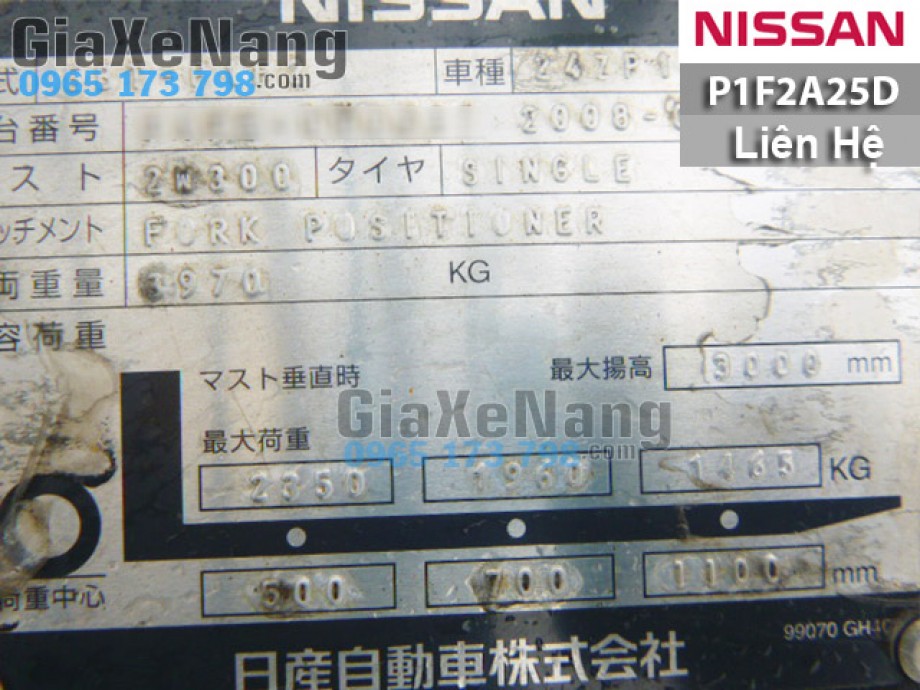 NISSAN
NISSAN
GiaXeNang
0965 173 798.com
P1F2A25D
Liên Hệ
式 車種
台番号 2008-
スト 2W300 タイヤ SINGLE
ッチメント FORK POSITIONER
両重量 3970 KG
容荷重
マスト垂直時 最大揚高 3000 mm
GiaXeNang
0965 173 798.com
最大荷重
2350 KG
荷重中心 500 700 1100 mm
99070 GH4
日産自動車株式会社